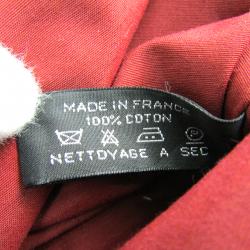 MADE IN FRANCE
100% COTON
P
NETTOYAGE A SEC